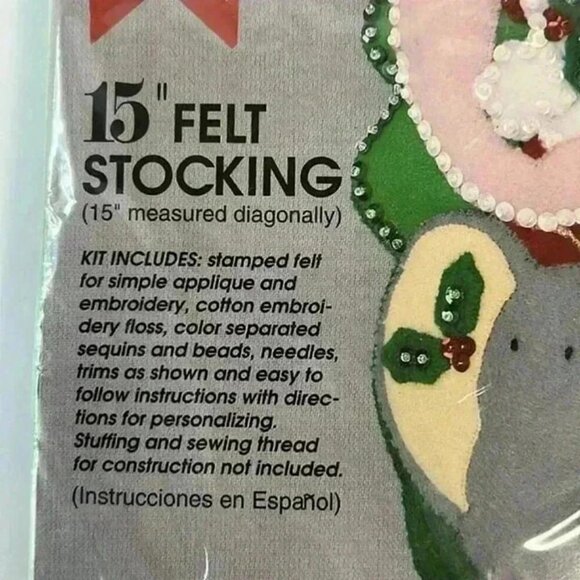 15" FELT
STOCKING
(15" measured diagonally)
KIT INCLUDES: stamped felt
for simple applique and
embroidery, cotton embroi-
dery floss, color separated
sequins and beads, needles,
trims as shown and easy to
follow instructions with direc-
tions for personalizing.
Stuffing and sewing thread
for construction not included.
(Instrucciones en Español)